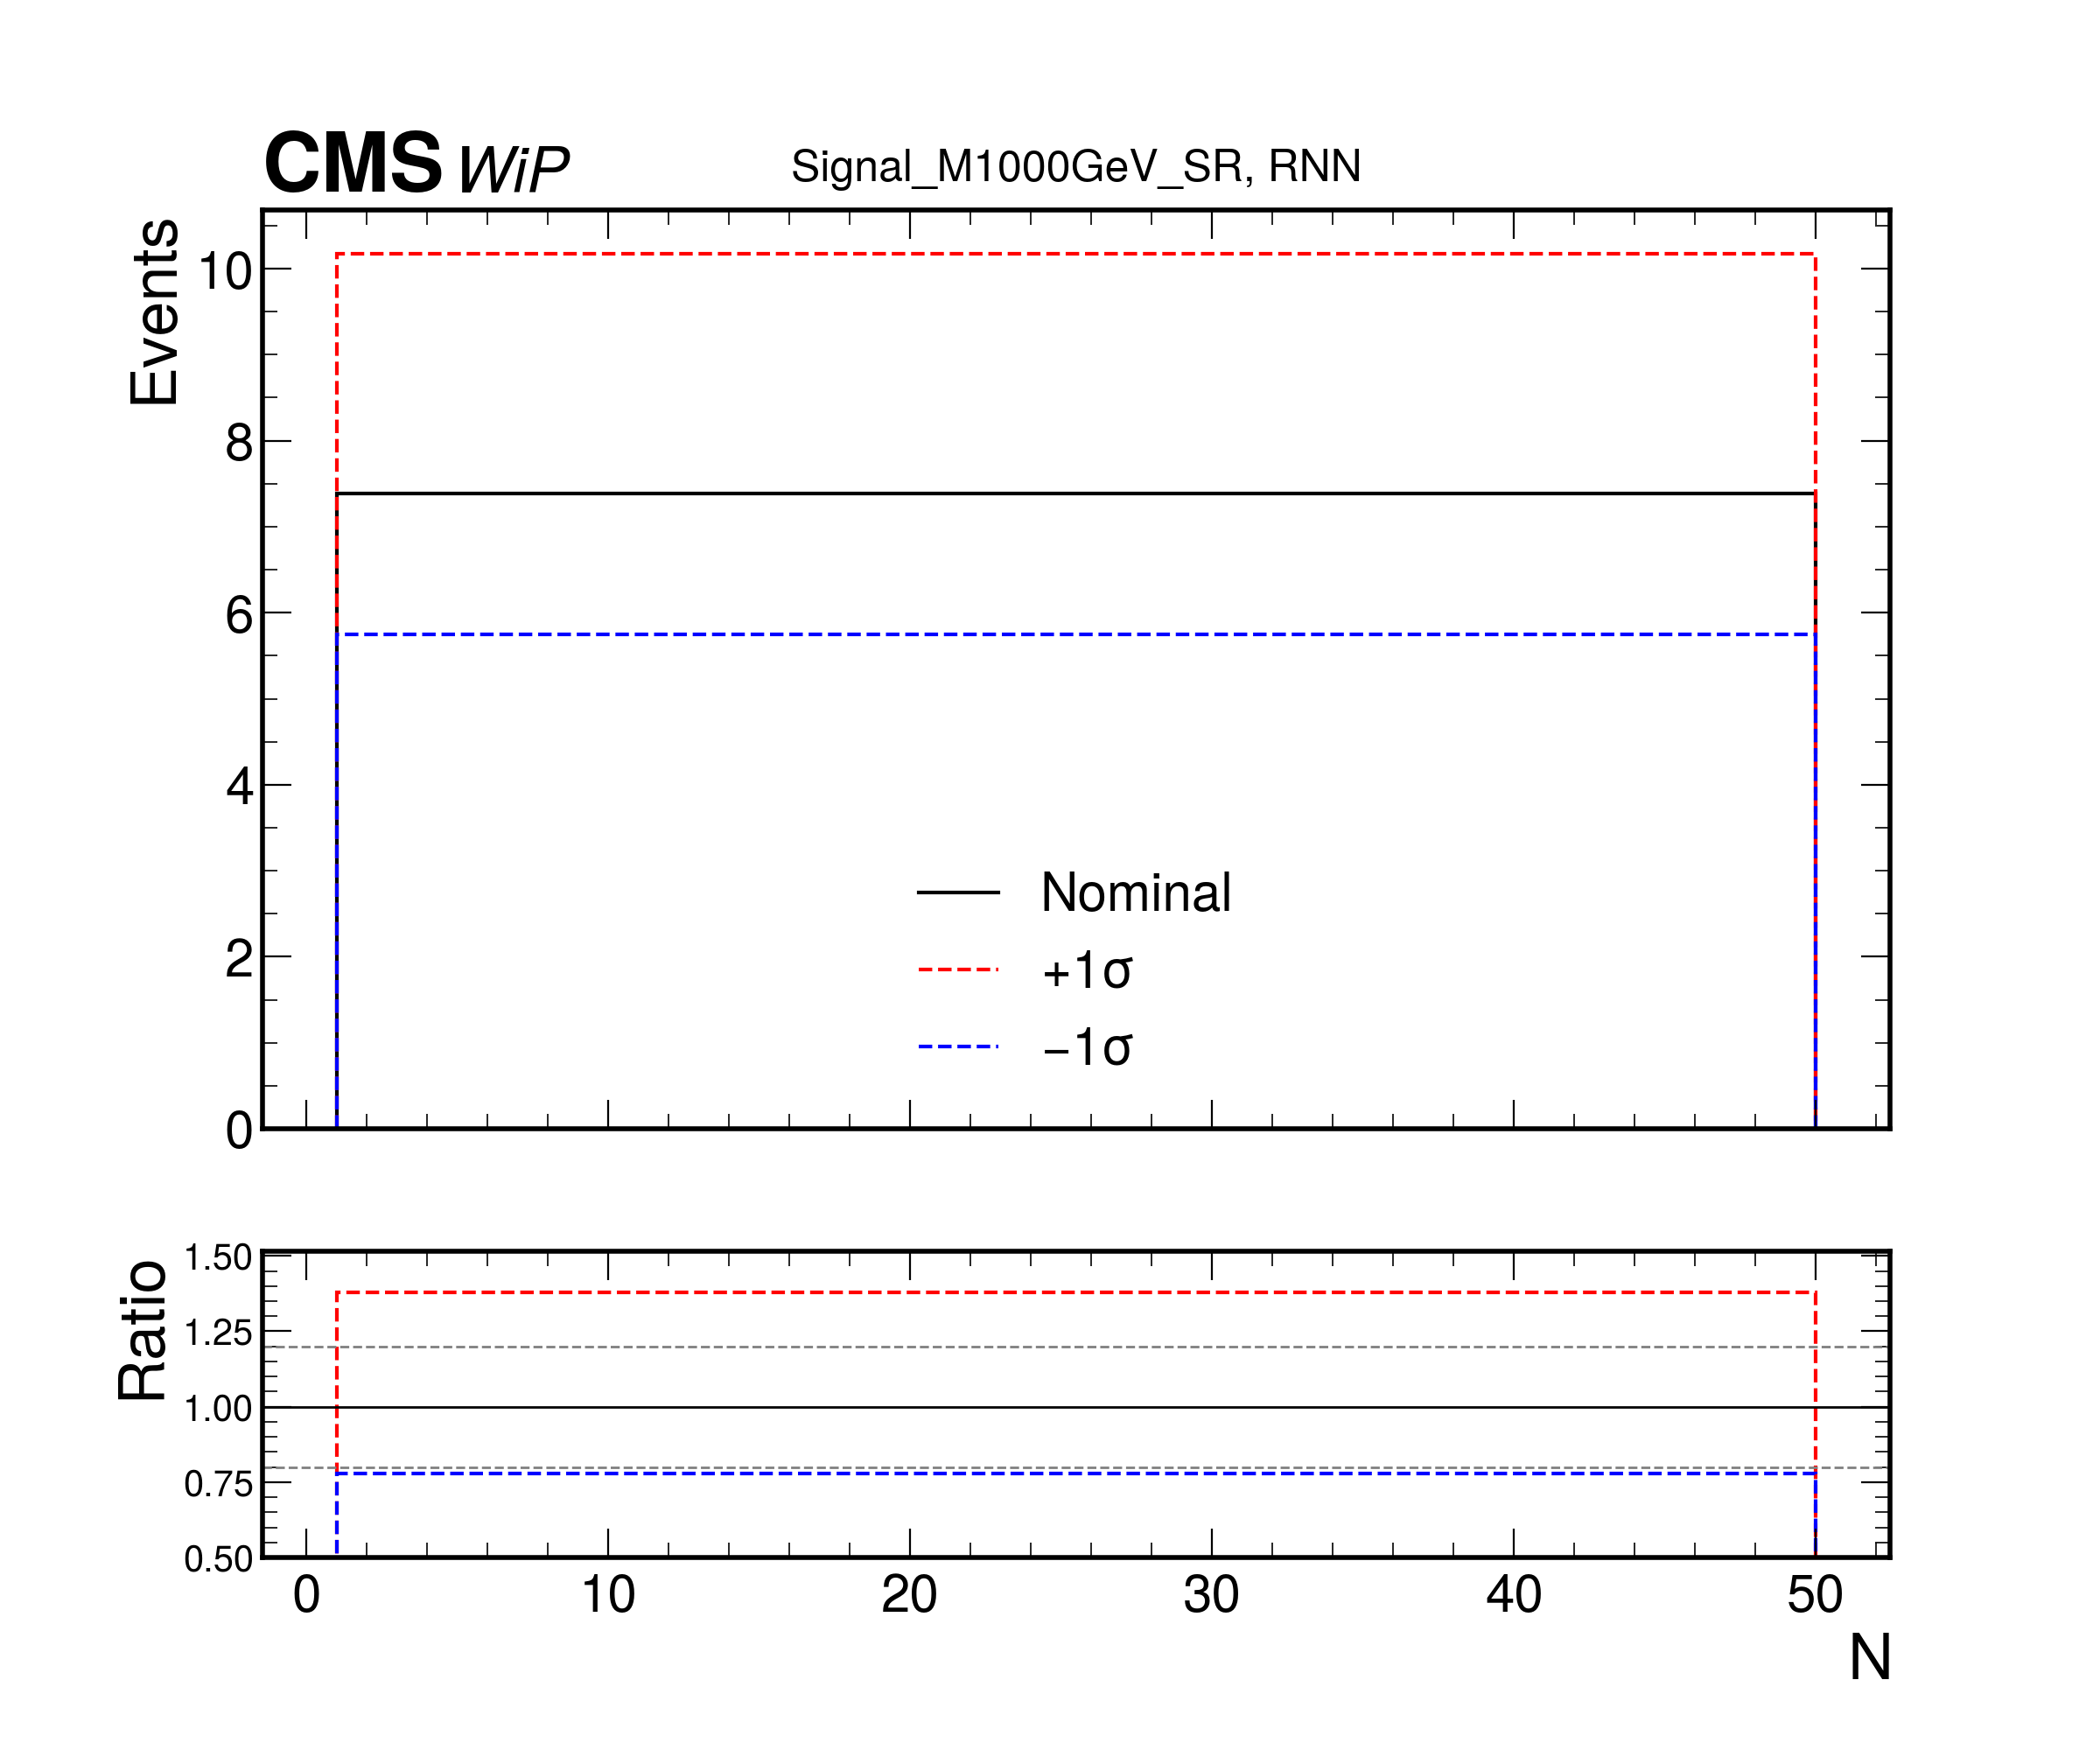 CMS WiP
Signal_M1000GeV_SR, RNN
Events
10
8
6
4
2
0
Nominal
+1σ
−1σ
Ratio
1.50
1.25
1.00
0.75
0.50
0 10 20 30 40 50
N